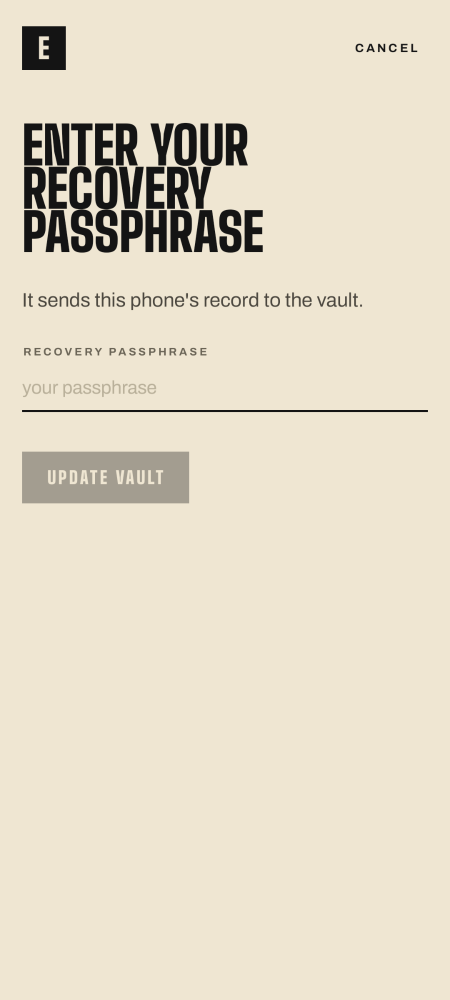 E
CANCEL
ENTER YOUR
RECOVERY
PASSPHRASE
It sends this phone's record to the vault.
RECOVERY PASSPHRASE
your passphrase
UPDATE VAULT